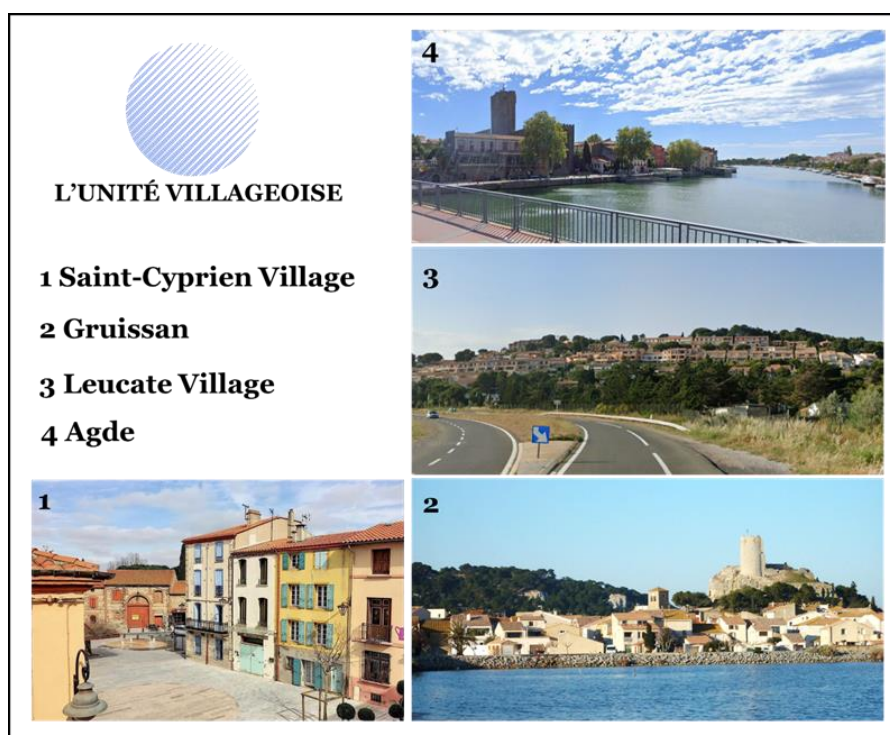 L'UNITÉ VILLAGEOISE
1 Saint-Cyprien Village
2 Gruissan
3 Leucate Village
4 Agde
4
3
1
2